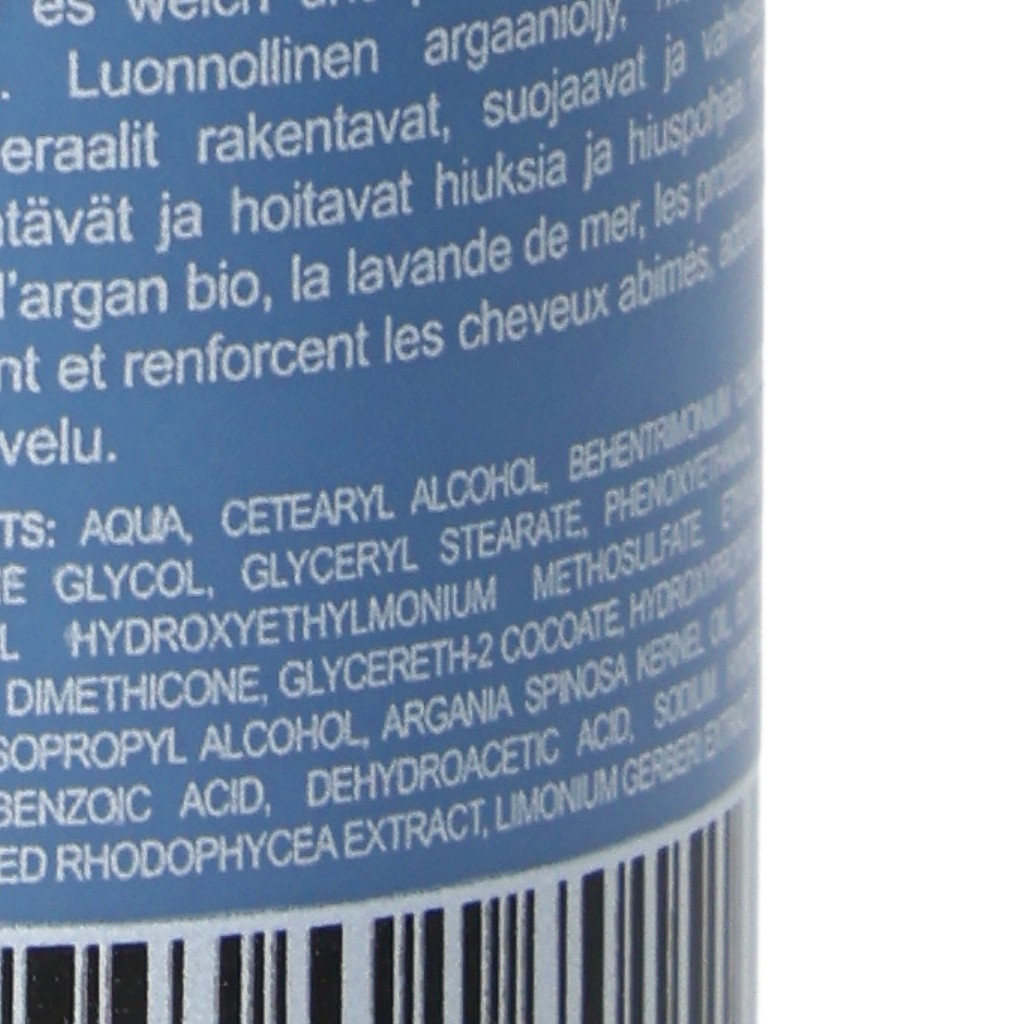 es weich
. Luonnollinen argaaniöljy,
eraalit rakentavat, suojaavat ja
ntävät ja hoitavat hiuksia ja hiuspohjaa.
l'argan bio, la lavande de mer, les
nt et renforcent les cheveux abimés,
velu.
TS: AQUA, CETEARYL ALCOHOL, BEHENTRIMONIUM
E GLYCOL, GLYCERYL STEARATE, PHENOXYETHANOL,
L HYDROXYETHYLMONIUM METHOSULFATE,
DIMETHICONE, GLYCERETH-2 COCOATE,
SOPROPYL ALCOHOL, ARGANIA SPINOSA KERNEL OIL,
BENZOIC ACID, DEHYDROACETIC ACID, SODIUM
ED RHODOPHYCEA EXTRACT, LIMONIUM GERBERI EXTRACT